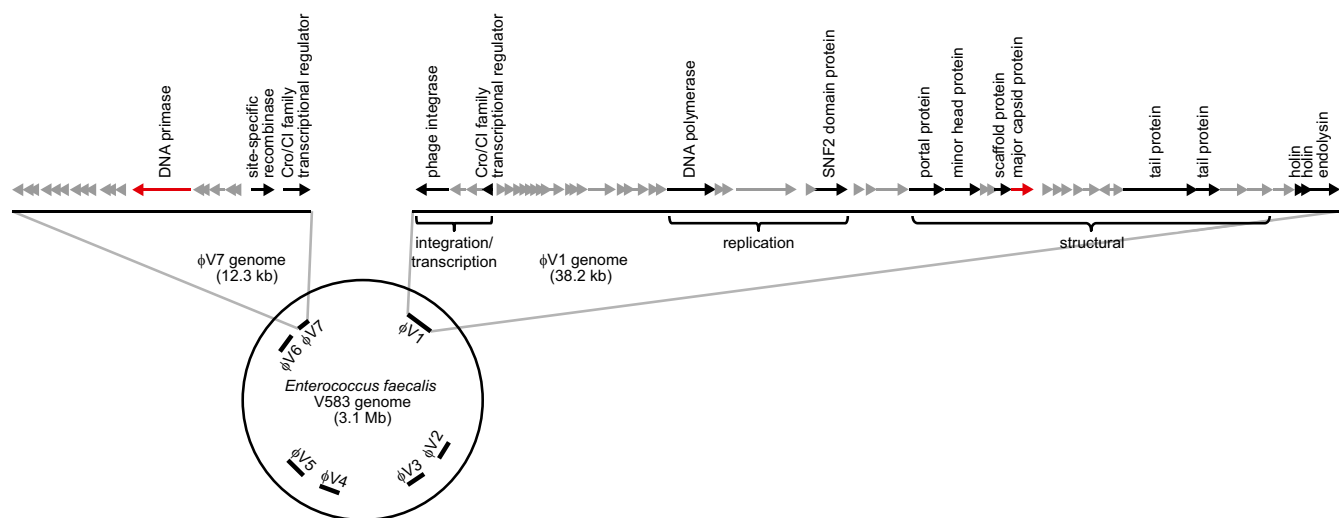 DNA primase
site-specific
recombinase
Cro/CI family
transcriptional regulator
phage integrase
Cro/CI family
transcriptional regulator
DNA polymerase
SNF2 domain protein
portal protein
minor head protein
scaffold protein
major capsid protein
tail protein
tail protein
holin
holin
endolysin
integration/
transcription
replication
structural
ϕV7 genome
(12.3 kb)
ϕV1 genome
(38.2 kb)
ϕV6
ϕV7
ϕV1
Enterococcus faecalis
V583 genome
(3.1 Mb)
ϕV5
ϕV4
ϕV3
ϕV2